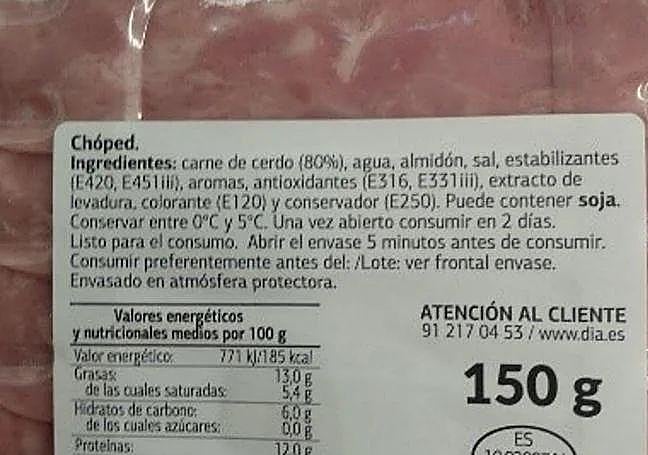 Chóped.
Ingredientes: carne de cerdo (80%), agua, almidón, sal, estabilizantes
(E420, E451iii), aromas, antioxidantes (E316, E331iii), extracto de
levadura, colorante (E120) y conservador (E250). Puede contener soja.
Conservar entre 0°C y 5°C. Una vez abierto consumir en 2 días.
Listo para el consumo. Abrir el envase 5 minutos antes de consumir.
Consumir preferentemente antes del: /Lote: ver frontal envase.
Envasado en atmósfera protectora.
Valores energéticos
y nutricionales medios por 100 g
Valor energético: 771 kJ/185 kcal
Grasas: 13,0 g
de las cuales saturadas: 5,4 g
Hidratos de carbono: 6,0 g
de los cuales azúcares: 0,0 g
Proteínas: 12,0 g
ATENCIÓN AL CLIENTE
91 217 04 53 / www.dia.es
150 g
ES